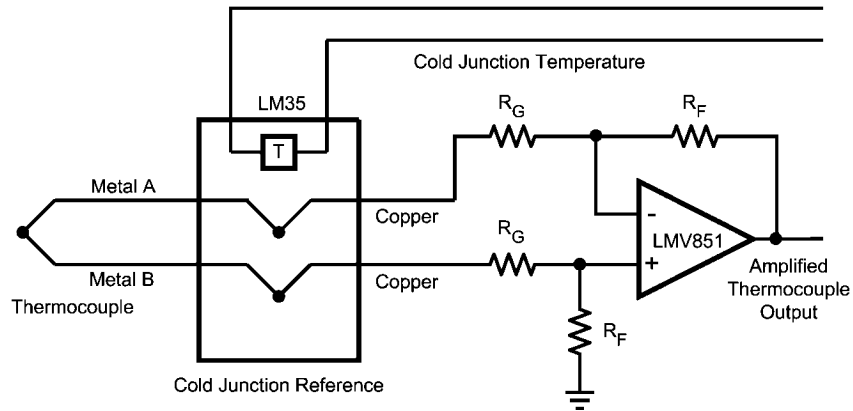 Cold Junction Temperature
LM35
T
R_G
R_F
Metal A
Copper
R_G
-
LMV851
+
Metal B
Copper
Amplified
Thermocouple
Output
Thermocouple
R_F
Cold Junction Reference